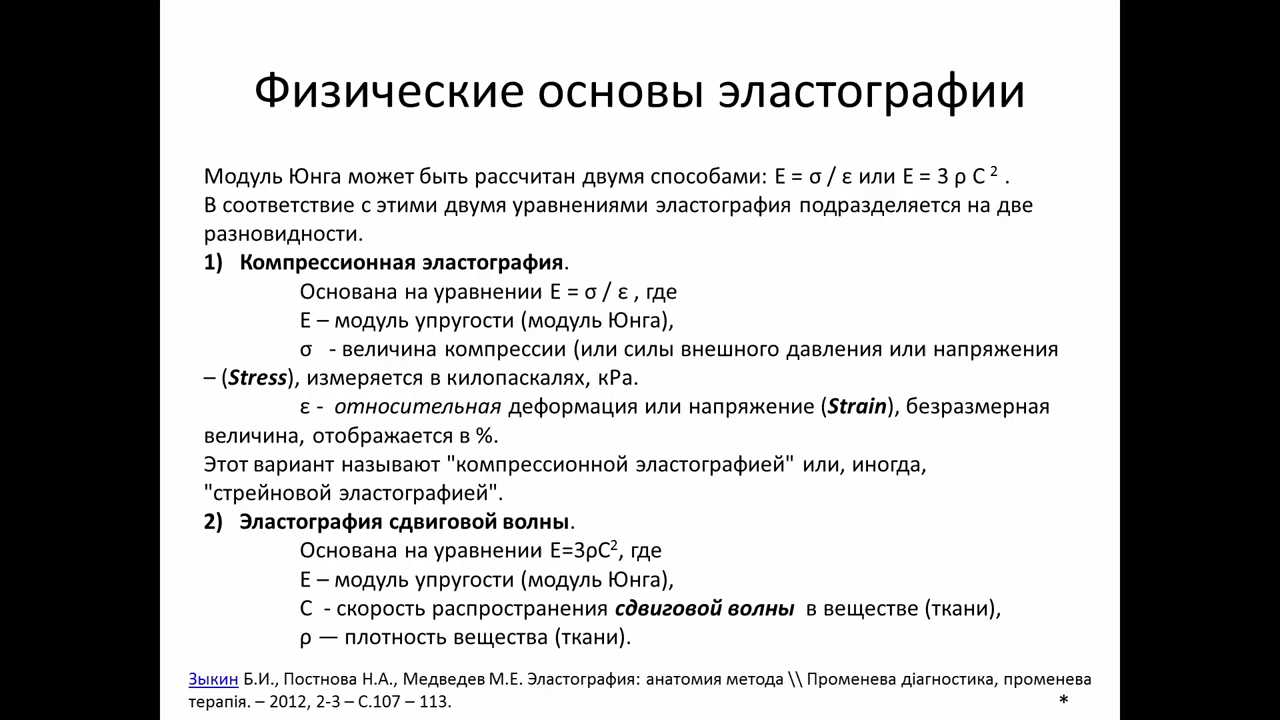 Физические основы эластографии
Модуль Юнга может быть рассчитан двумя способами: E = σ / ε или E = 3 ρ C ² .
В соответствие с этими двумя уравнениями эластография подразделяется на две
разновидности.
1) Компрессионная эластография.
Основана на уравнении E = σ / ε , где
E – модуль упругости (модуль Юнга),
σ - величина компрессии (или силы внешного давления или напряжения
– (Stress), измеряется в килопаскалях, кРа.
ε - относительная деформация или напряжение (Strain), безразмерная
величина, отображается в %.
Этот вариант называют "компрессионной эластографией" или, иногда,
"стрейновой эластографией".
2) Эластография сдвиговой волны.
Основана на уравнении E=3ρC², где
E – модуль упругости (модуль Юнга),
C - скорость распространения сдвиговой волны в веществе (ткани),
ρ — плотность вещества (ткани).
Зыкин Б.И., Постнова Н.А., Медведев М.Е. Эластография: анатомия метода \\ Променева діагностика, променева
терапія. – 2012, 2-3 – С.107 – 113.
*